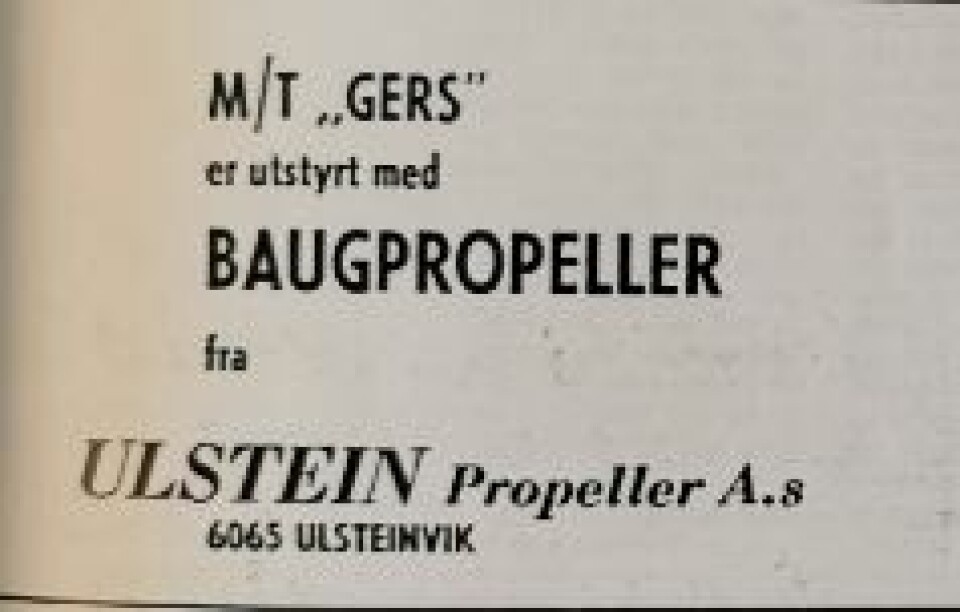 M/T „GERS"
er utstyrt med
BAUGPROPELLER
fra
ULSTEIN Propeller A.s
6065 ULSTEINVIK